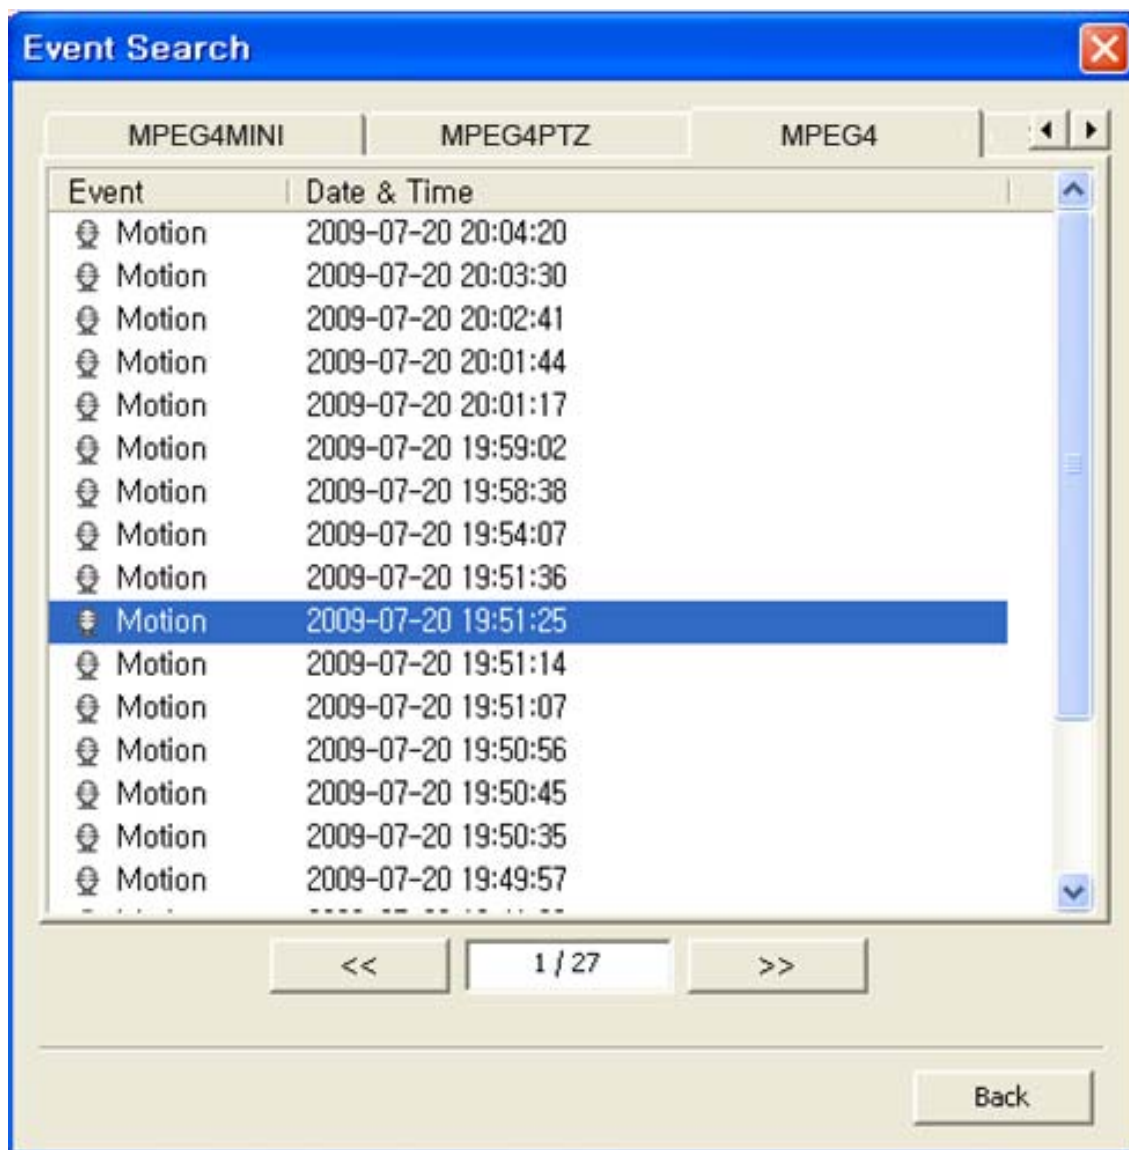 Event Search
MPEG4MINI MPEG4PTZ MPEG4
Event Date & Time
Motion 2009-07-20 20:04:20
Motion 2009-07-20 20:03:30
Motion 2009-07-20 20:02:41
Motion 2009-07-20 20:01:44
Motion 2009-07-20 20:01:17
Motion 2009-07-20 19:59:02
Motion 2009-07-20 19:58:38
Motion 2009-07-20 19:54:07
Motion 2009-07-20 19:51:36
Motion 2009-07-20 19:51:25
Motion 2009-07-20 19:51:14
Motion 2009-07-20 19:51:07
Motion 2009-07-20 19:50:56
Motion 2009-07-20 19:50:45
Motion 2009-07-20 19:50:35
Motion 2009-07-20 19:49:57
<< 1 / 27 >>
Back